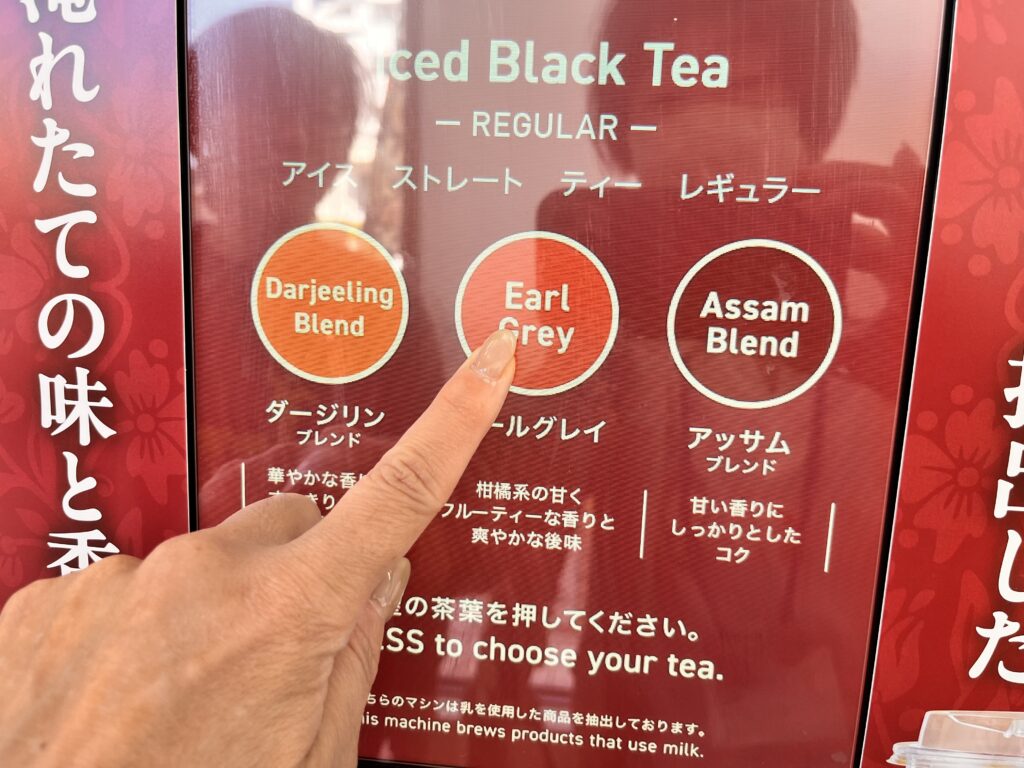 淹れたての味と香
iced Black Tea
— REGULAR —
アイス ストレート ティー レギュラー
Darjeeling
Blend
Earl
Grey
Assam
Blend
ダージリン
ブレンド
ールグレイ
アッサム
ブレンド
華やかな香り
柑橘系の甘く
フルーティーな香りと
爽やかな後味
甘い香りに
しっかりとした
コク
の茶葉を押してください。
to choose your tea.
ちらのマシンは乳を使用した商品を抽出しております。
his machine brews products that use milk.
抽出した